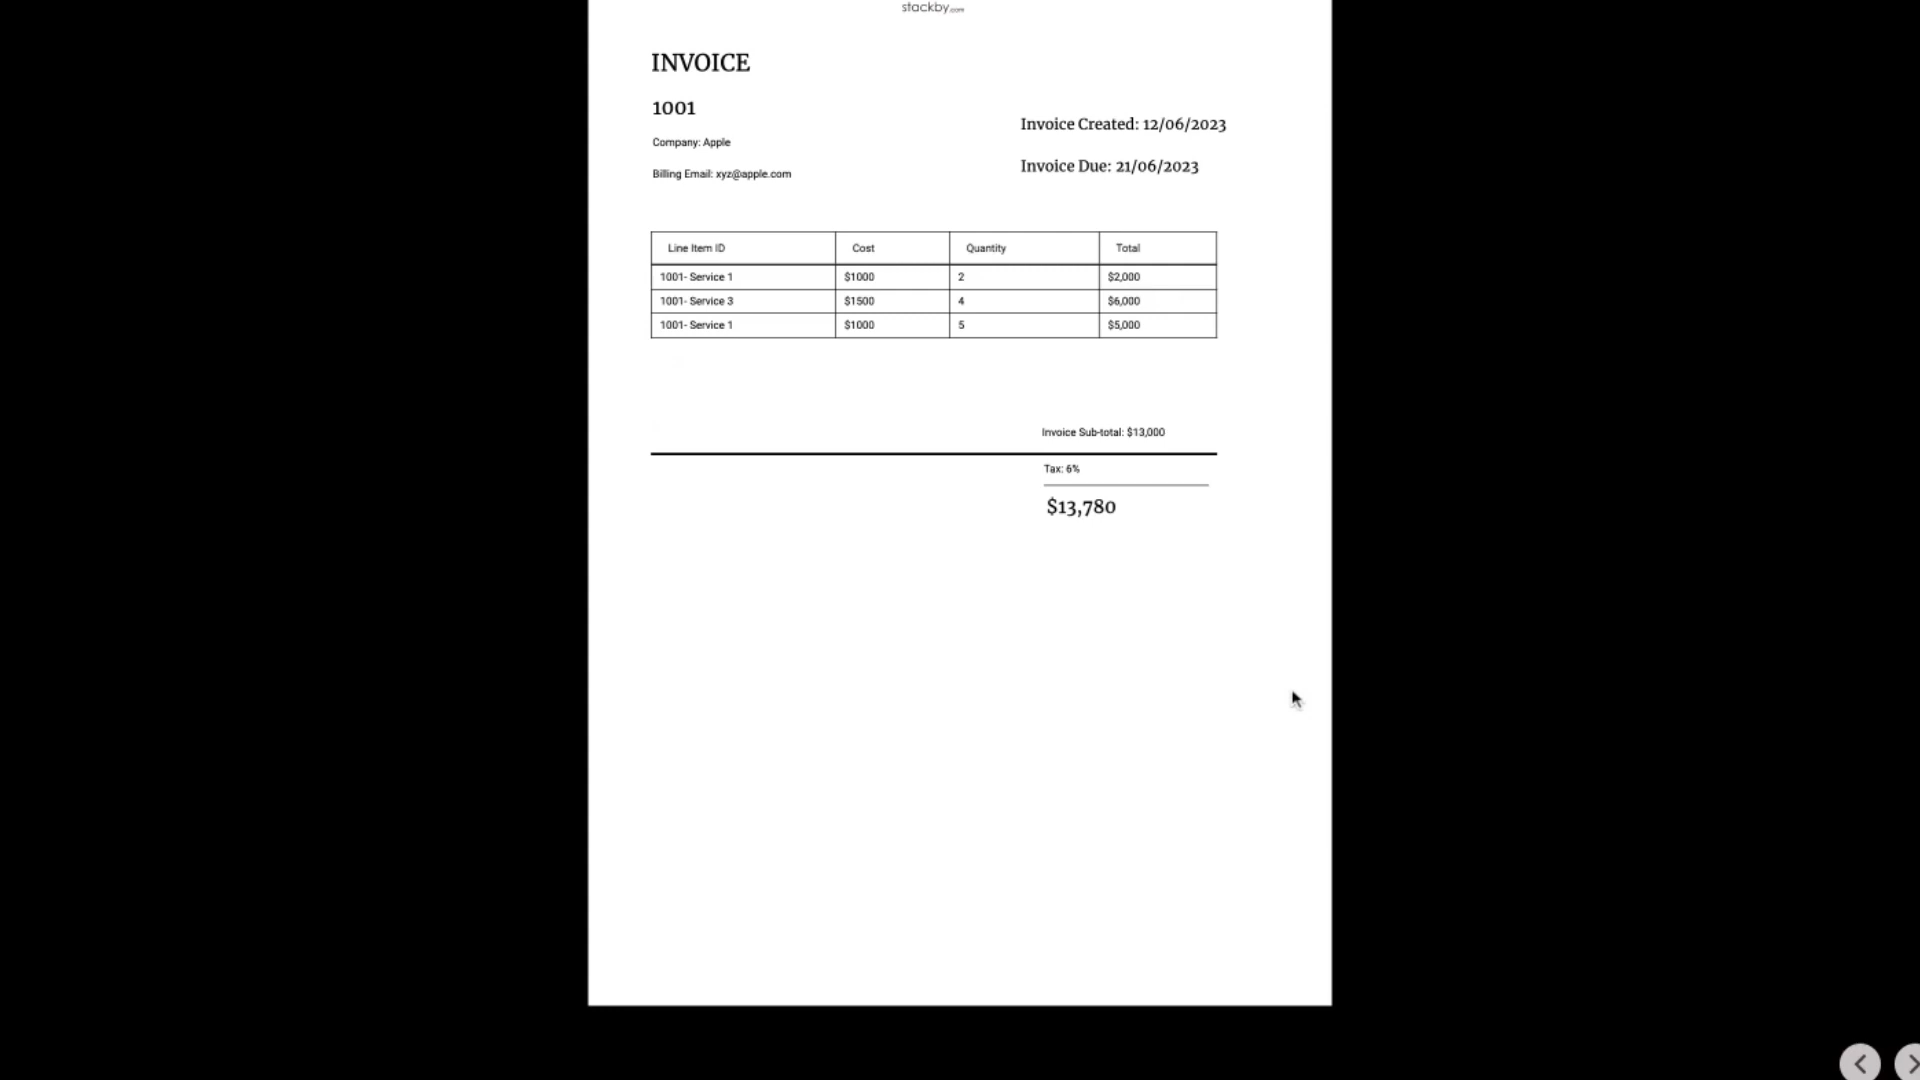 stackby.com
INVOICE
1001
Invoice Created: 12/06/2023
Company: Apple
Invoice Due: 21/06/2023
Billing Email: xyz@apple.com
Line Item ID Cost Quantity Total
1001- Service 1 $1000 2 $2,000
1001- Service 3 $1500 4 $6,000
1001- Service 1 $1000 5 $5,000
Invoice Sub-total: $13,000
Tax: 6%
$13,780